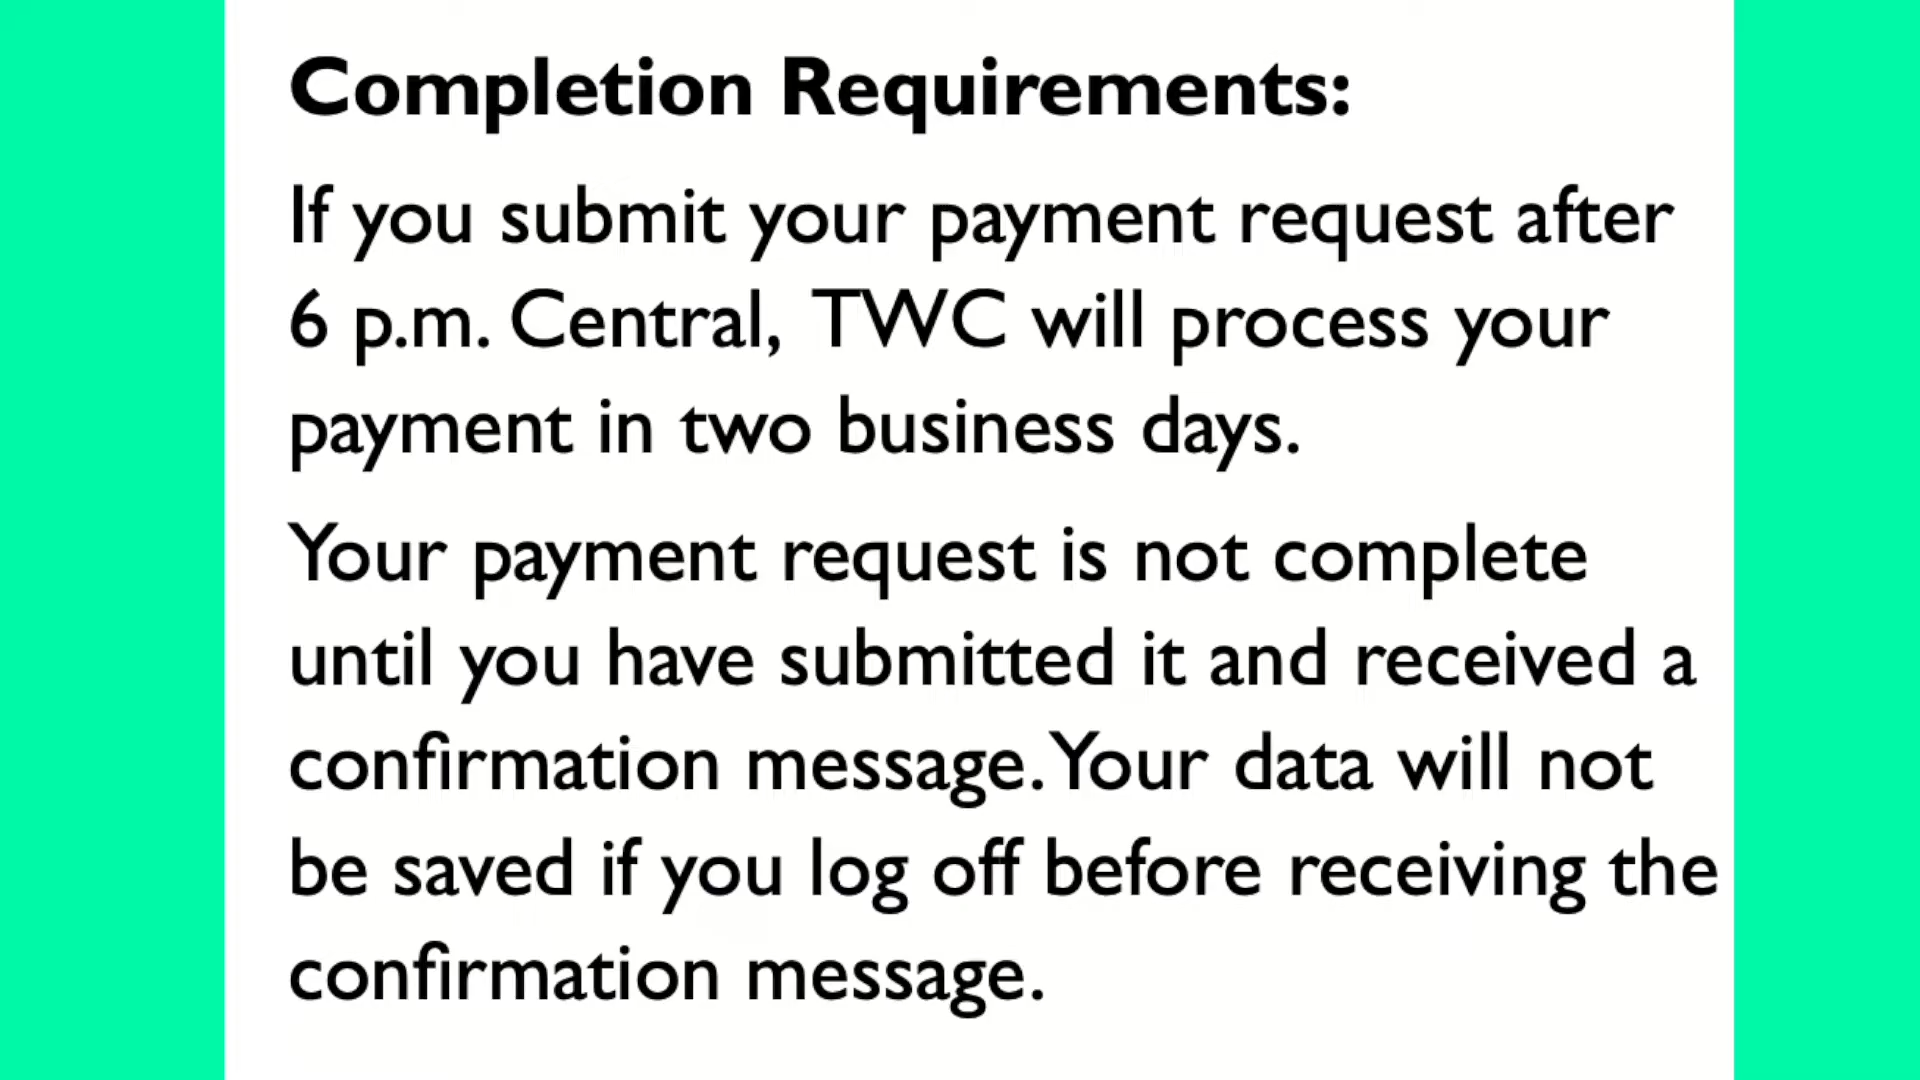 Completion Requirements:
If you submit your payment request after
6 p.m. Central, TWC will process your
payment in two business days.
Your payment request is not complete
until you have submitted it and received a
confirmation message. Your data will not
be saved if you log off before receiving the
confirmation message.